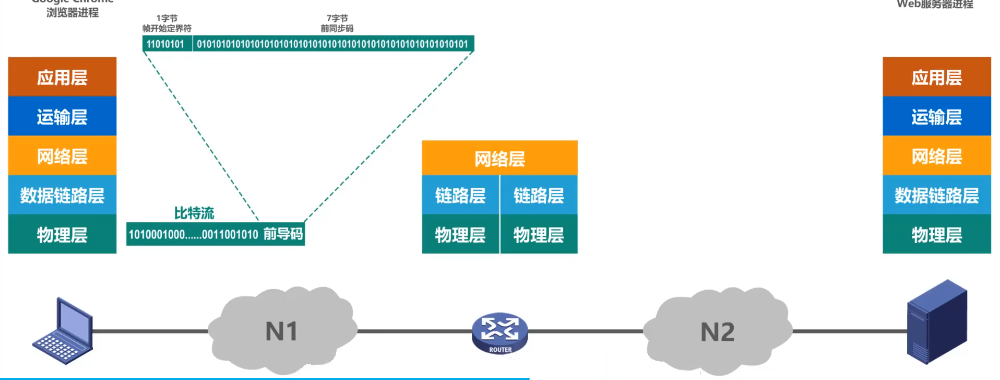 Google Chrome
浏览器进程
1字节
帧开始定界符
7字节
前同步码
Web服务器进程
11010101
应用层
运输层
网络层
数据链路层
物理层
比特流
1010001000......0011001010 前导码
网络层
链路层 链路层
物理层 物理层
应用层
运输层
网络层
数据链路层
物理层
N1
ROUTER
N2